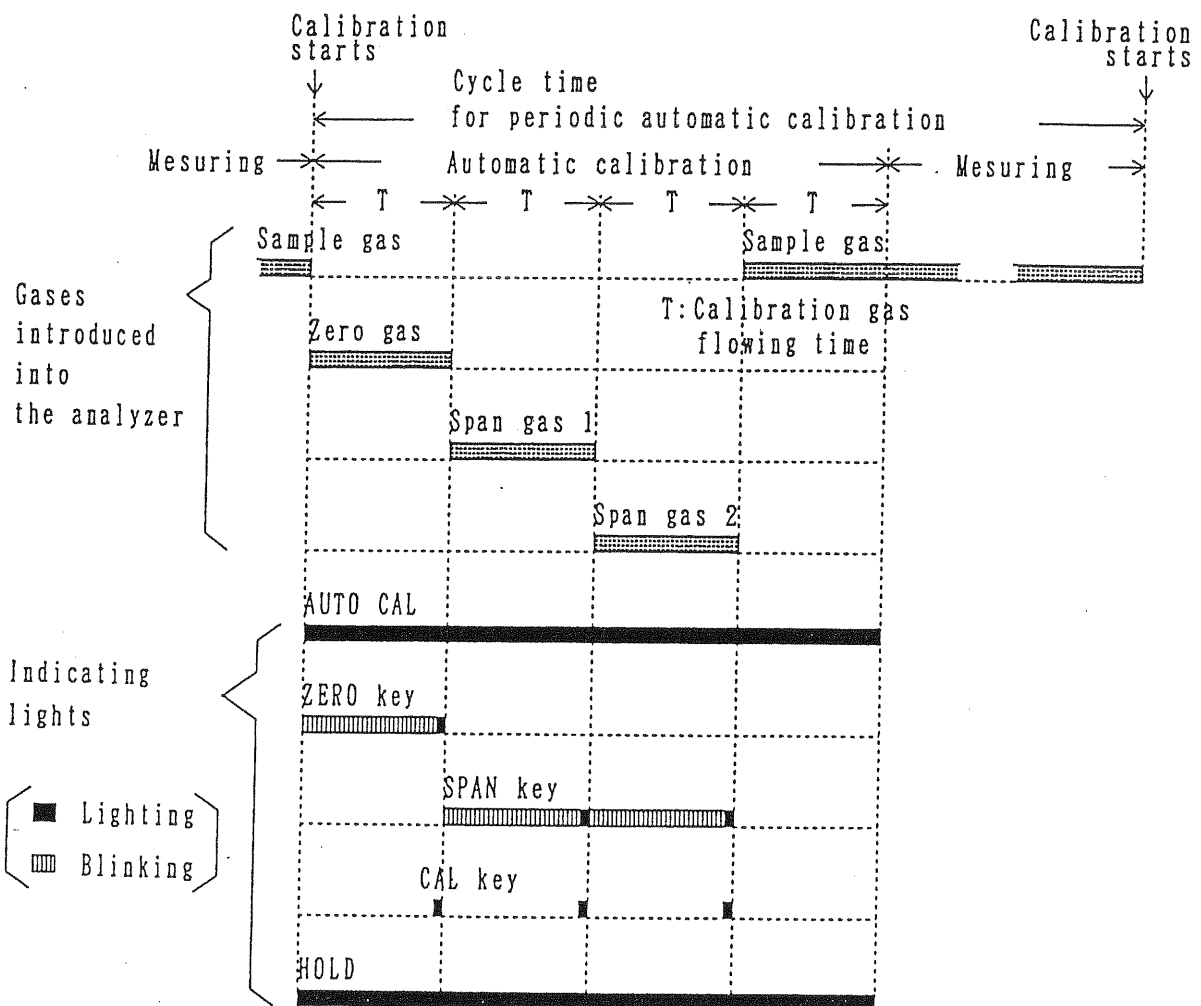 Calibration
starts
Calibration
starts
Cycle time
for periodic automatic calibration
Mesuring
Automatic calibration
Mesuring
T
T
T
T
Sample gas
Sample gas
Gases
introduced
into
the analyzer
T:Calibration gas
flowing time
Zero gas
Span gas 1
Span gas 2
AUTO CAL
Indicating
lights
ZERO key
SPAN key
Lighting
Blinking
CAL key
HOLD